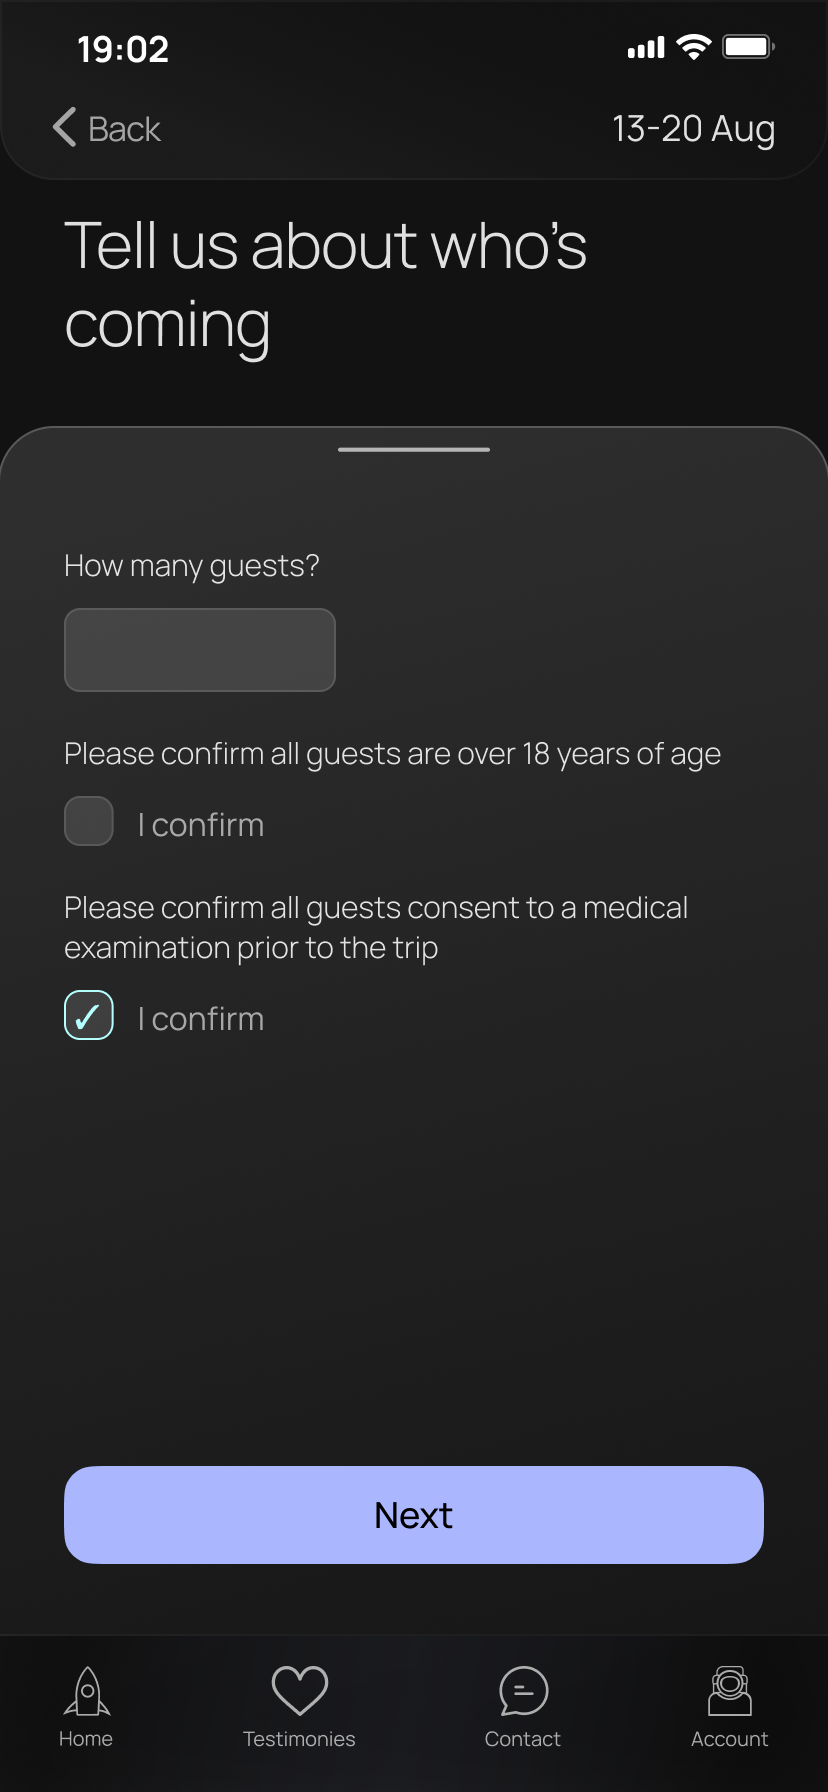 19:02
Back
13-20 Aug
Tell us about who’s
coming
How many guests?
Please confirm all guests are over 18 years of age
I confirm
Please confirm all guests consent to a medical
examination prior to the trip
✓ I confirm
Next
Home
Testimonies
Contact
Account